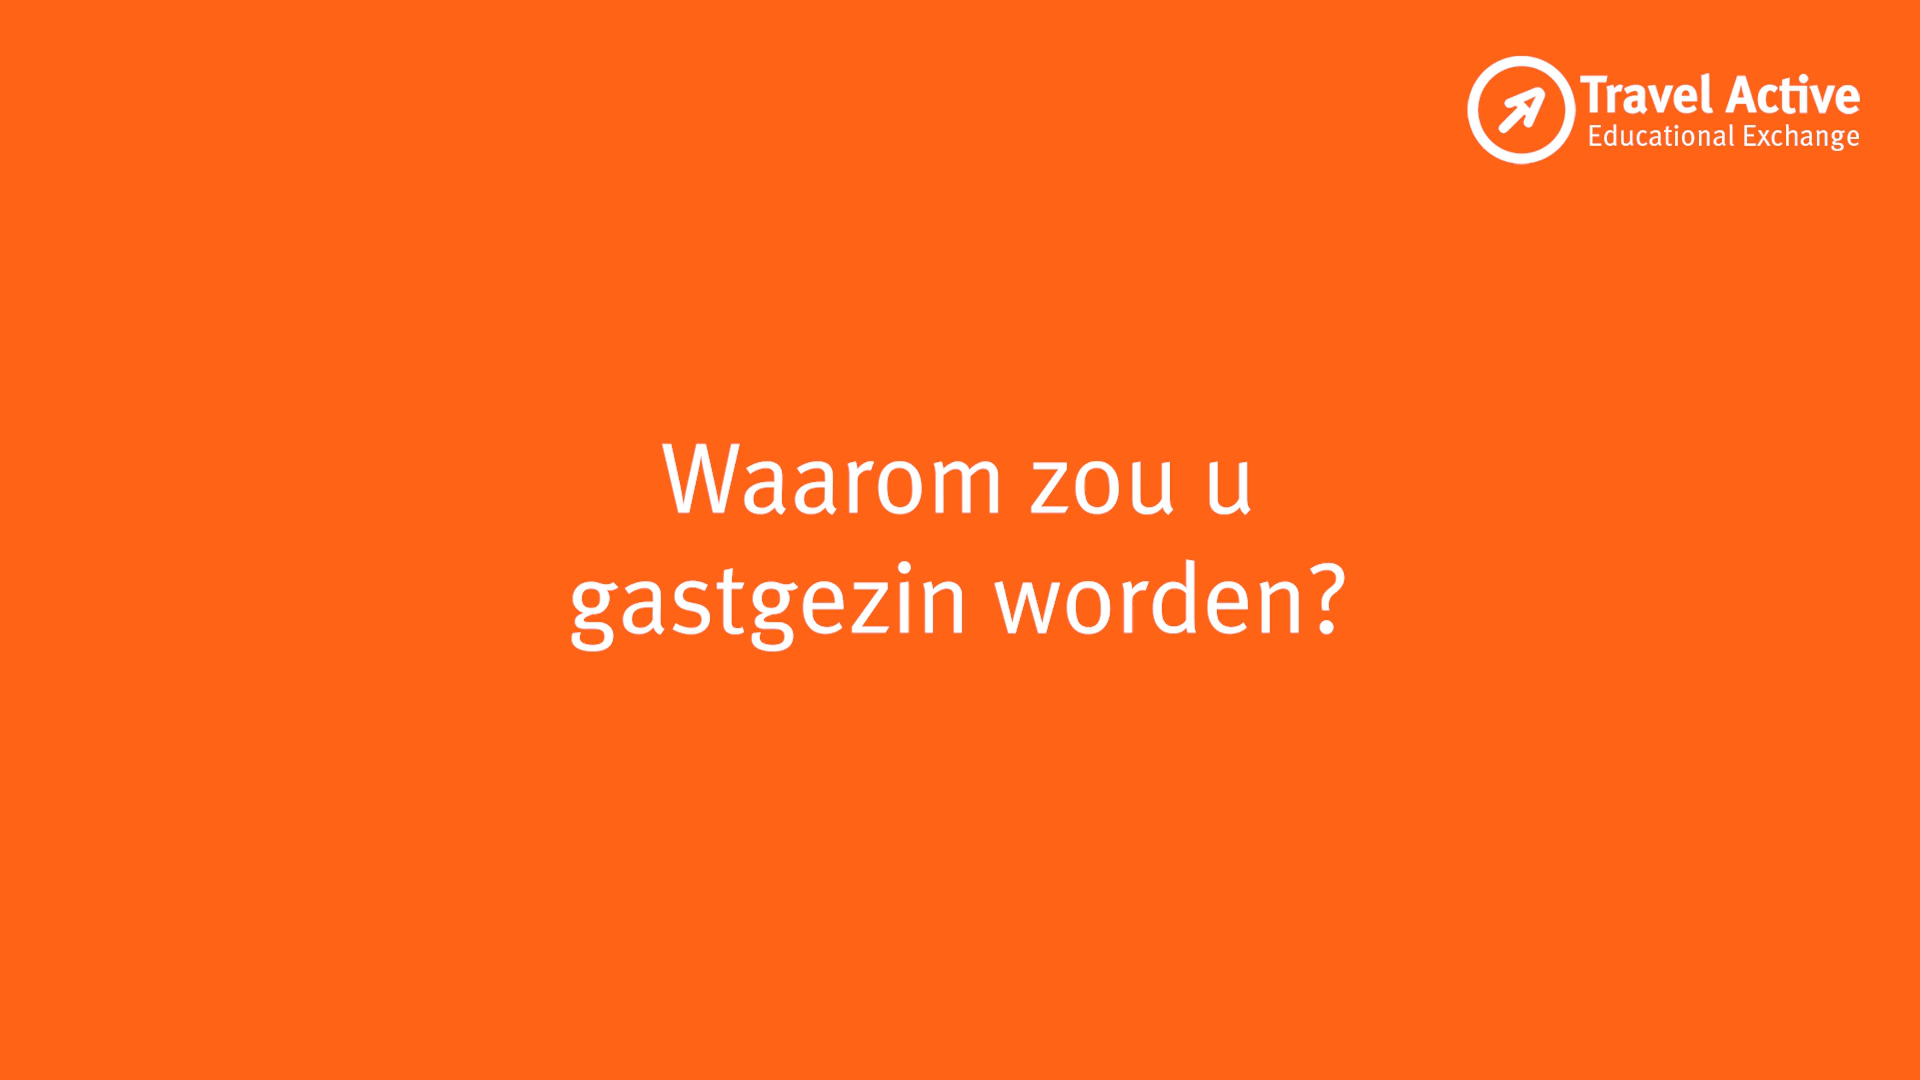 Travel Active
Educational Exchange
Waarom zou u
gastgezin worden?